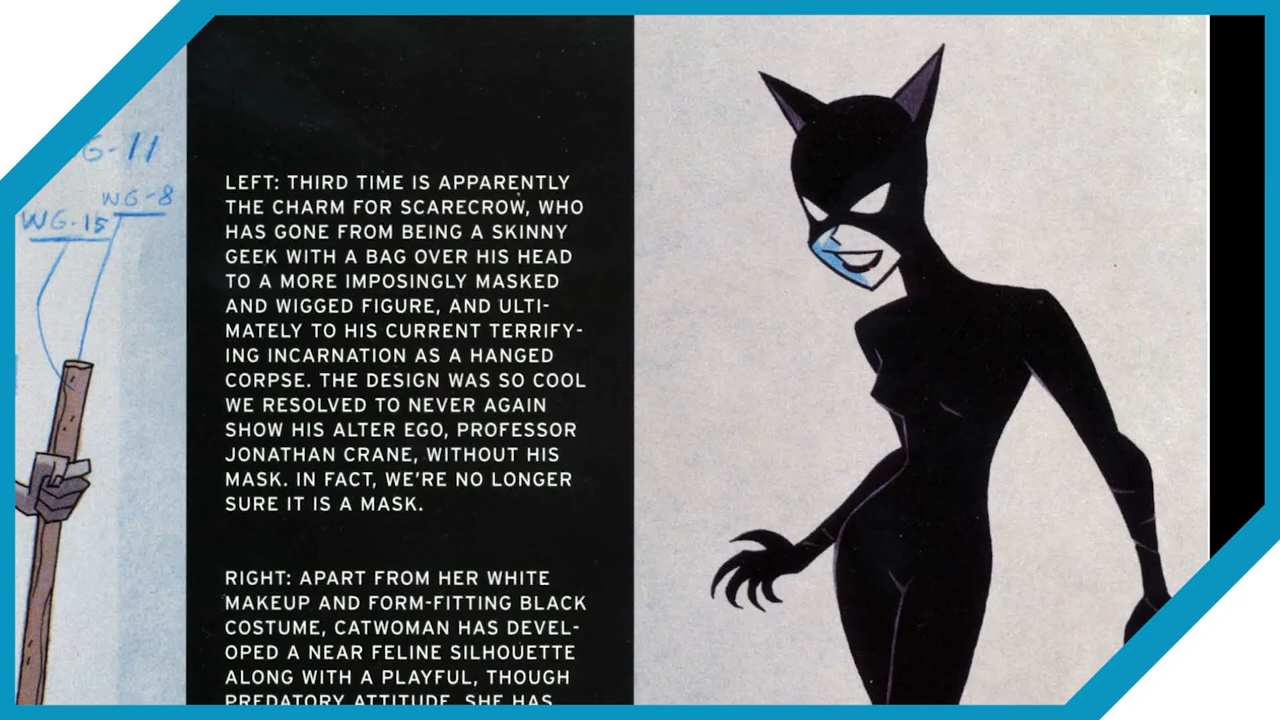 G-11
WG-8
WG-15
LEFT: THIRD TIME IS APPARENTLY
THE CHARM FOR SCARECROW, WHO
HAS GONE FROM BEING A SKINNY
GEEK WITH A BAG OVER HIS HEAD
TO A MORE IMPOSINGLY MASKED
AND WIGGED FIGURE, AND ULTI-
MATELY TO HIS CURRENT TERRIFY-
ING INCARNATION AS A HANGED
CORPSE. THE DESIGN WAS SO COOL
WE RESOLVED TO NEVER AGAIN
SHOW HIS ALTER EGO, PROFESSOR
JONATHAN CRANE, WITHOUT HIS
MASK. IN FACT, WE'RE NO LONGER
SURE IT IS A MASK.
RIGHT: APART FROM HER WHITE
MAKEUP AND FORM-FITTING BLACK
COSTUME, CATWOMAN HAS DEVEL-
OPED A NEAR FELINE SILHOUETTE
ALONG WITH A PLAYFUL, THOUGH
PREDATORY ATTITUDE. SHE HAS